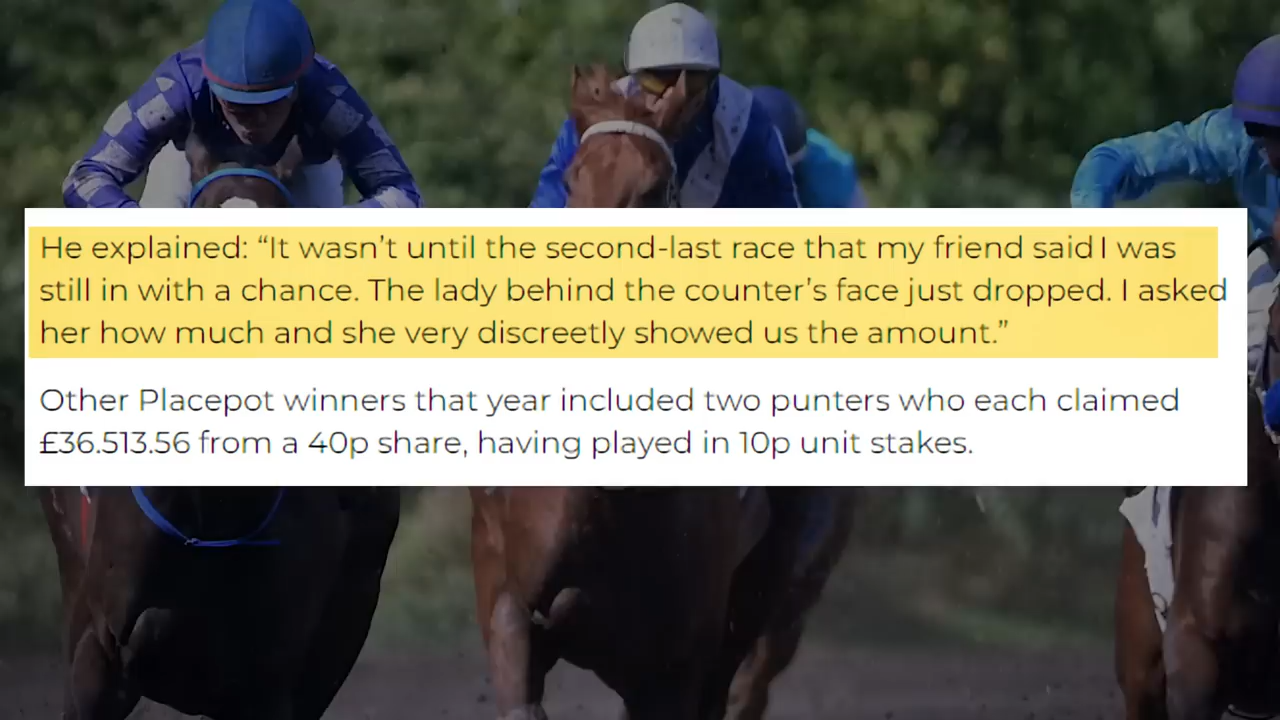 He explained: “It wasn’t until the second-last race that my friend said I was
still in with a chance. The lady behind the counter’s face just dropped. I asked
her how much and she very discreetly showed us the amount.”
Other Placepot winners that year included two punters who each claimed
£36.513.56 from a 40p share, having played in 10p unit stakes.